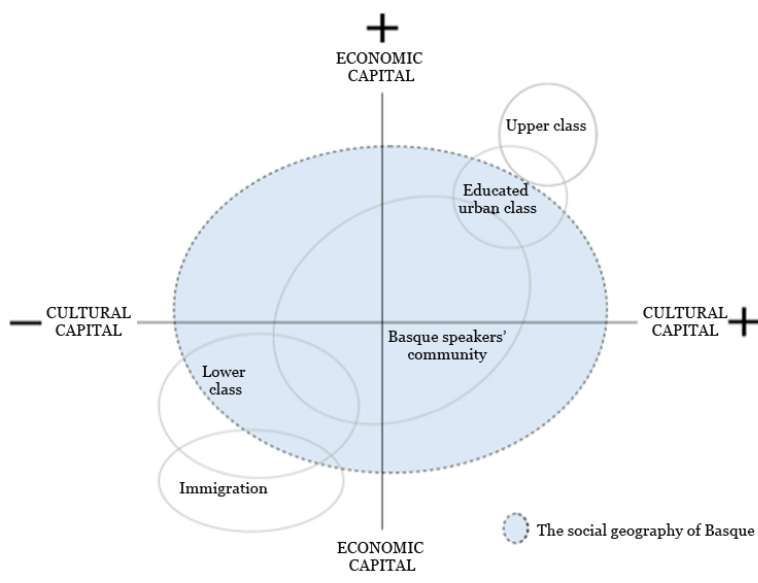 +
ECONOMIC
CAPITAL
Upper class
Educated
urban class
— CULTURAL
CAPITAL
CULTURAL
CAPITAL +
Basque speakers'
community
Lower
class
Immigration
The social geography of Basque
ECONOMIC
CAPITAL